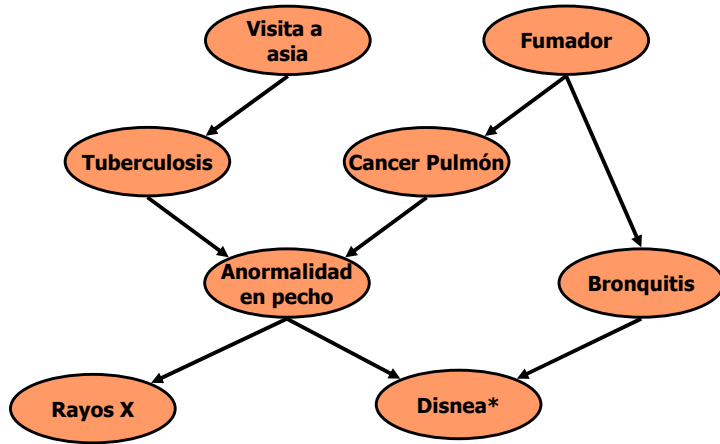 Visita a
asia
Fumador
Tuberculosis
Cancer Pulmón
Anormalidad
en pecho
Bronquitis
Rayos X
Disnea*